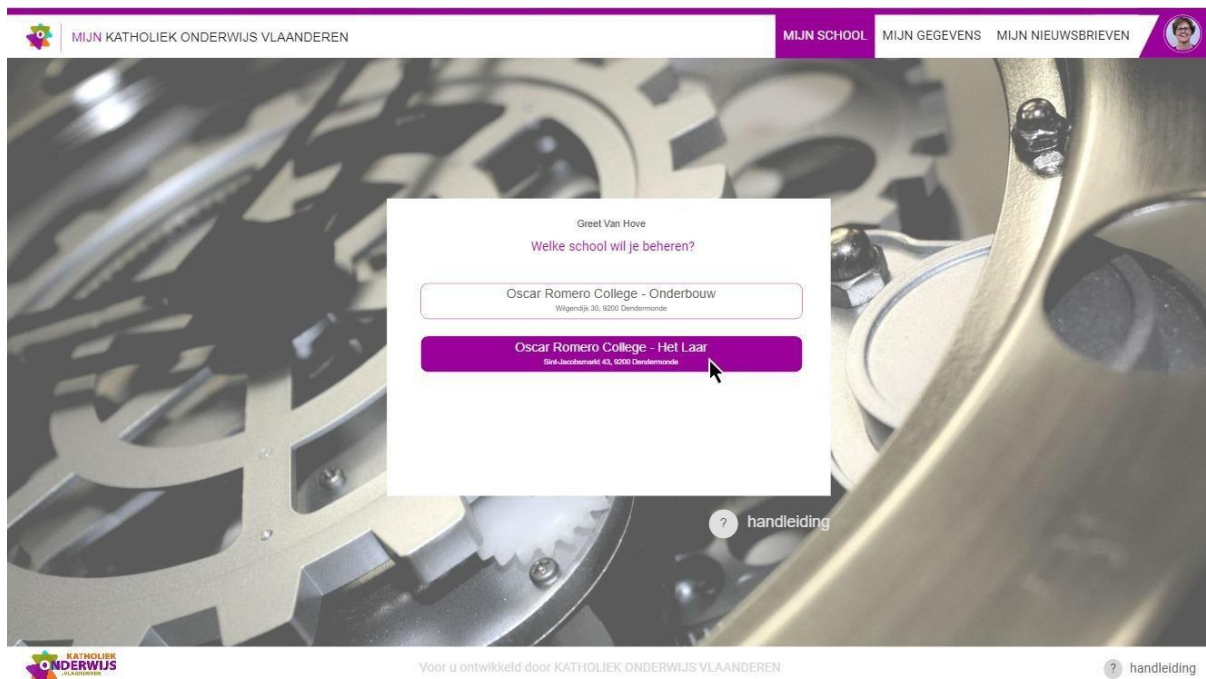 MIJN KATHOLIEK ONDERWIJS VLAANDEREN
MIJN SCHOOL
MIJN GEGEVENS
MIJN NIEUWSBRIEVEN
Greet Van Hove
Welke school wil je beheren?
Oscar Romero College - Onderbouw
Wilgendijk 30, 9200 Dendermonde
Oscar Romero College - Het Laar
Sint-Jacobsmarkt 43, 9200 Dendermonde
? handleiding
KATHOLIEK
ONDERWIJS
VLAANDEREN
Voor u ontwikkeld door KATHOLIEK ONDERWIJS VLAANDEREN
? handleiding